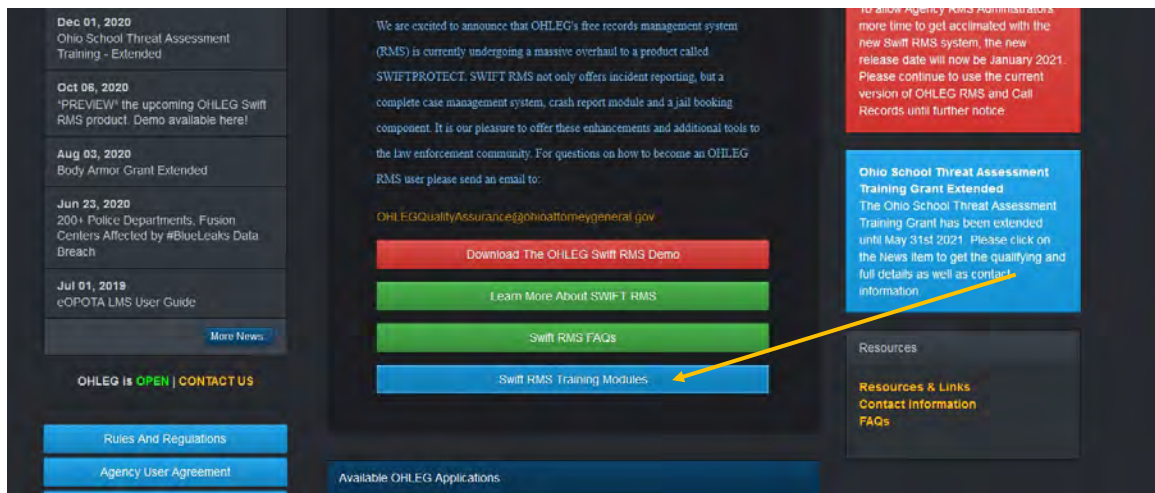 Dec 01, 2020
Ohio School Threat Assessment
Training - Extended
Oct 06, 2020
*PREVIEW* the upcoming OHLEG Swift
RMS product. Demo available here!
Aug 03, 2020
Body Armor Grant Extended
Jun 23, 2020
200+ Police Departments, Fusion
Centers Affected by #BlueLeaks Data
Breach
Jul 01, 2019
eOPOTA LMS User Guide
More News
OHLEG is OPEN | CONTACT US
Rules And Regulations
Agency User Agreement
We are excited to announce that OHLEG's free records management system
(RMS) is currently undergoing a massive overhaul to a product called
SWIFTPROTECT. SWIFT RMS not only offers incident reporting, but a
complete case management system, crash report module and a jail booking
component. It is our pleasure to offer these enhancements and additional tools to
the law enforcement community. For questions on how to become an OHLEG
RMS user please send an email to:
OHLEGQualityAssurance@ohioattorneygeneral.gov
Download The OHLEG Swift RMS Demo
Learn More About SWIFT RMS
Swift RMS FAQs
Swift RMS Training Modules
Available OHLEG Applications
To allow Agency RMS Administrators
more time to get acclimated with the
new Swift RMS system, the new
release date will now be January 2021.
Please continue to use the current
version of OHLEG RMS and Call
Records until further notice
Ohio School Threat Assessment
Training Grant Extended
The Ohio School Threat Assessment
Training Grant has been extended
until May 31st 2021. Please click on
the News item to get the qualifying and
full details as well as contact
information
Resources
Resources & Links
Contact Information
FAQs